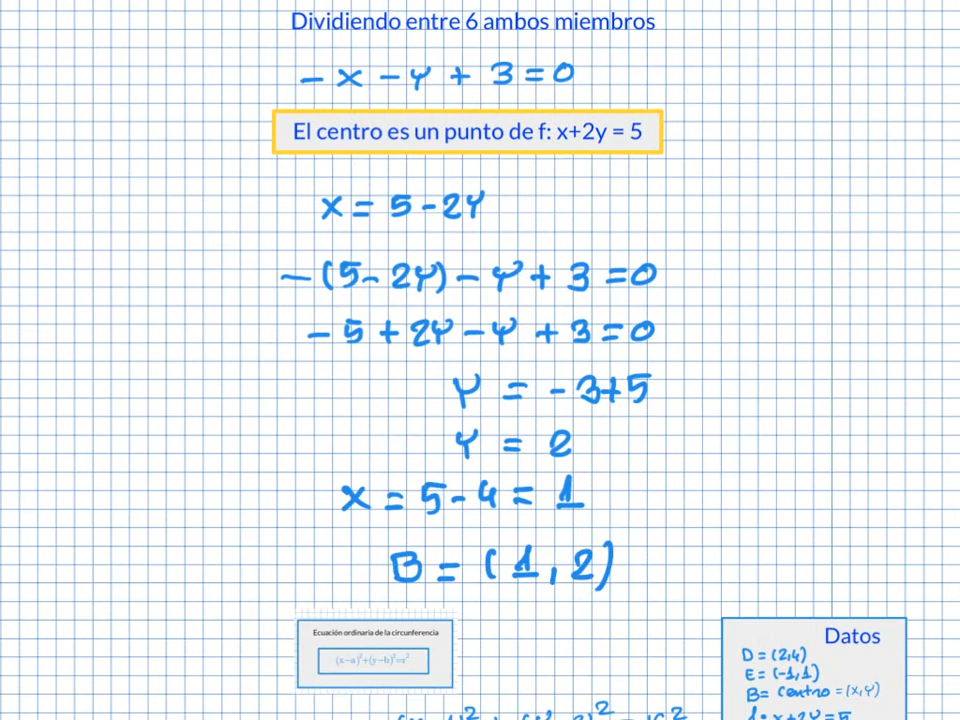 Dividiendo entre 6 ambos miembros
-x-y+3=0
El centro es un punto de f: x+2y = 5
x=5-2y
-(5-2y)-y+3=0
-5+2y-y+3=0
y=-3+5
y=2
x=5-4=1
B=(1,2)
Ecuación ordinaria de la circunferencia
(x-a)²+(y-b)²=r²
Datos
D=(2,4)
E=(-1,1)
B=centro=(x,y)